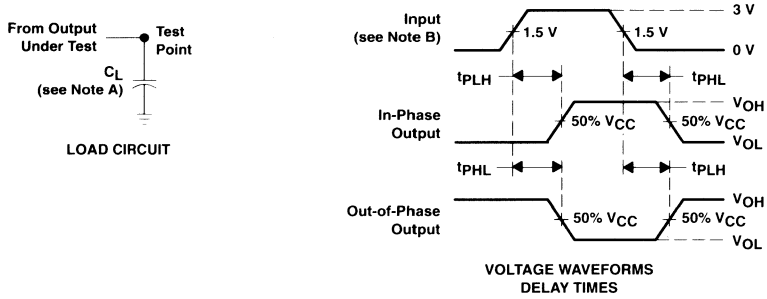 From Output
Under Test
Test
Point
CL
(see Note A)
LOAD CIRCUIT
Input
(see Note B)
1.5 V
1.5 V
3 V
0 V
tPLH
tPHL
In-Phase
Output
50% VCC
50% VCC
VOH
VOL
tPHL
tPLH
Out-of-Phase
Output
50% VCC
50% VCC
VOH
VOL
VOLTAGE WAVEFORMS
DELAY TIMES